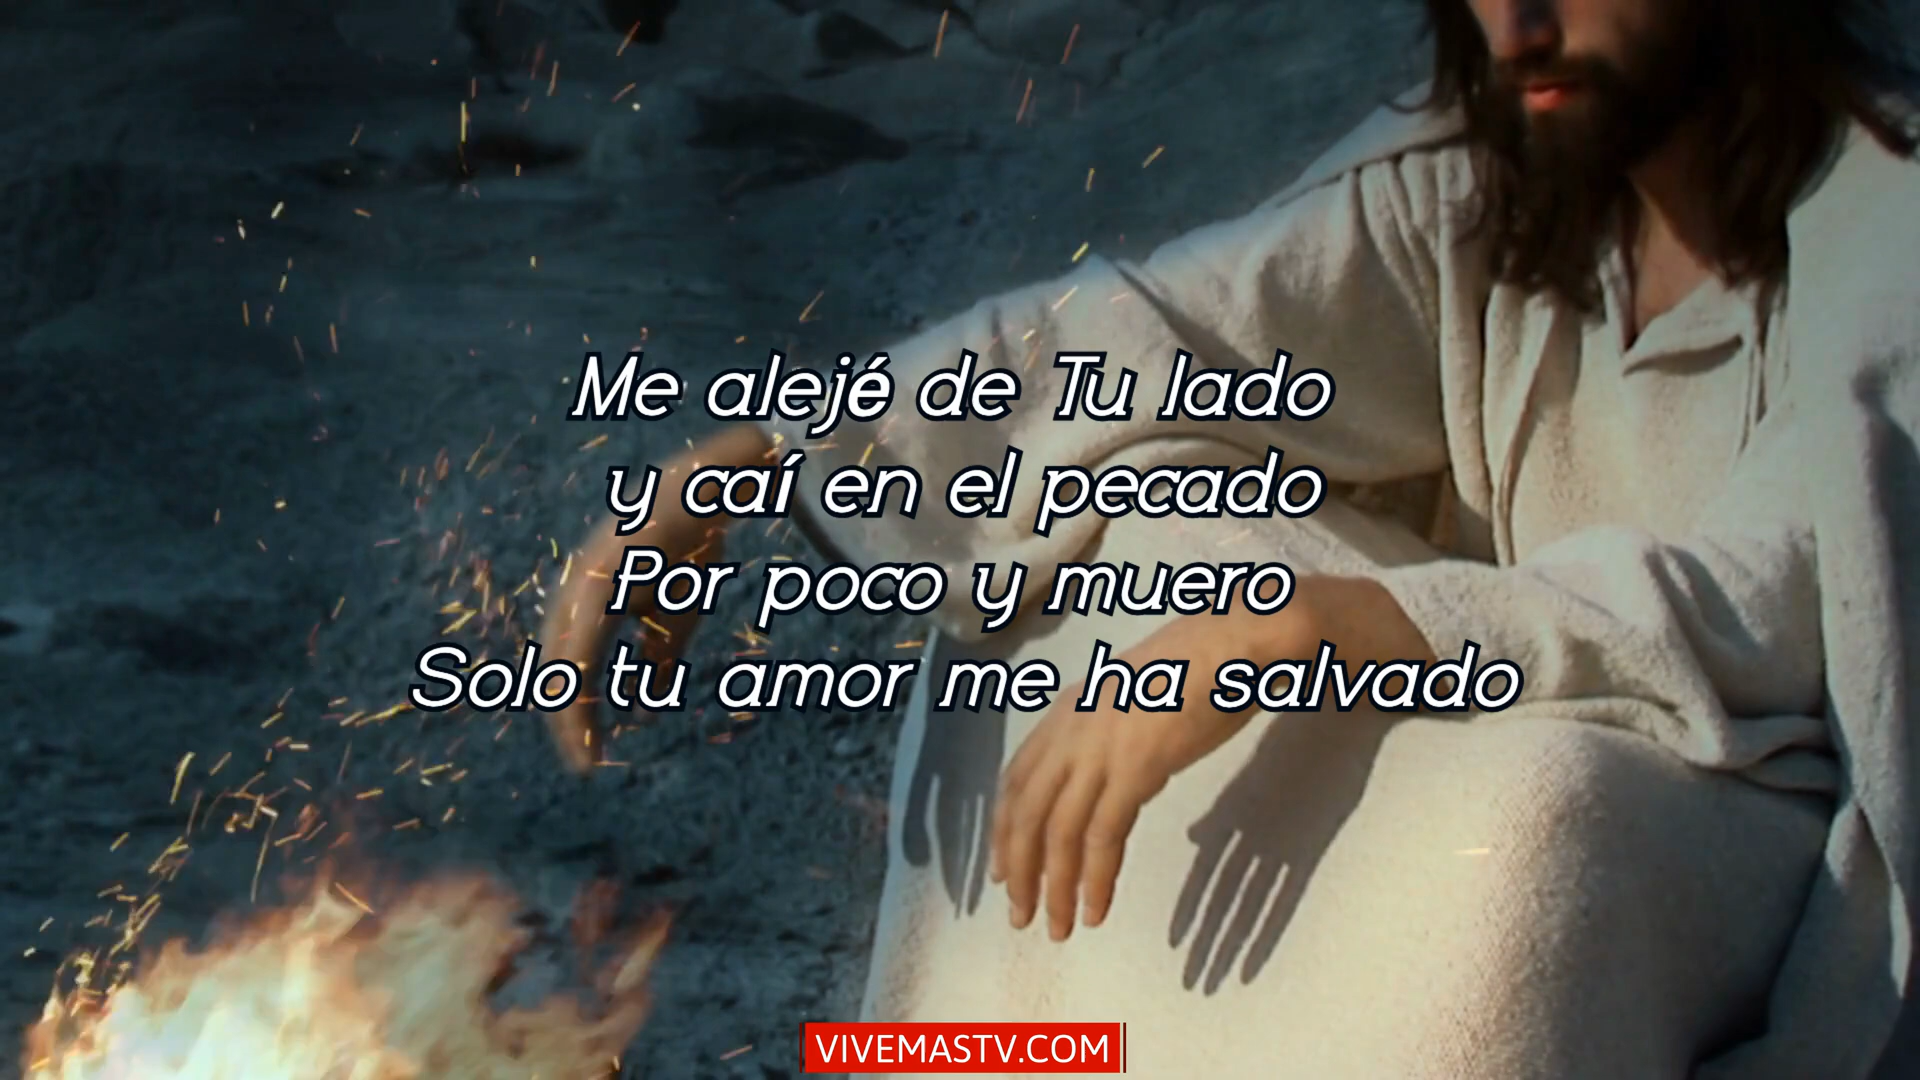 Me alejé de Tu lado
y caí en el pecado
Por poco y muero
Solo tu amor me ha salvado
VIVEMASTV.COM